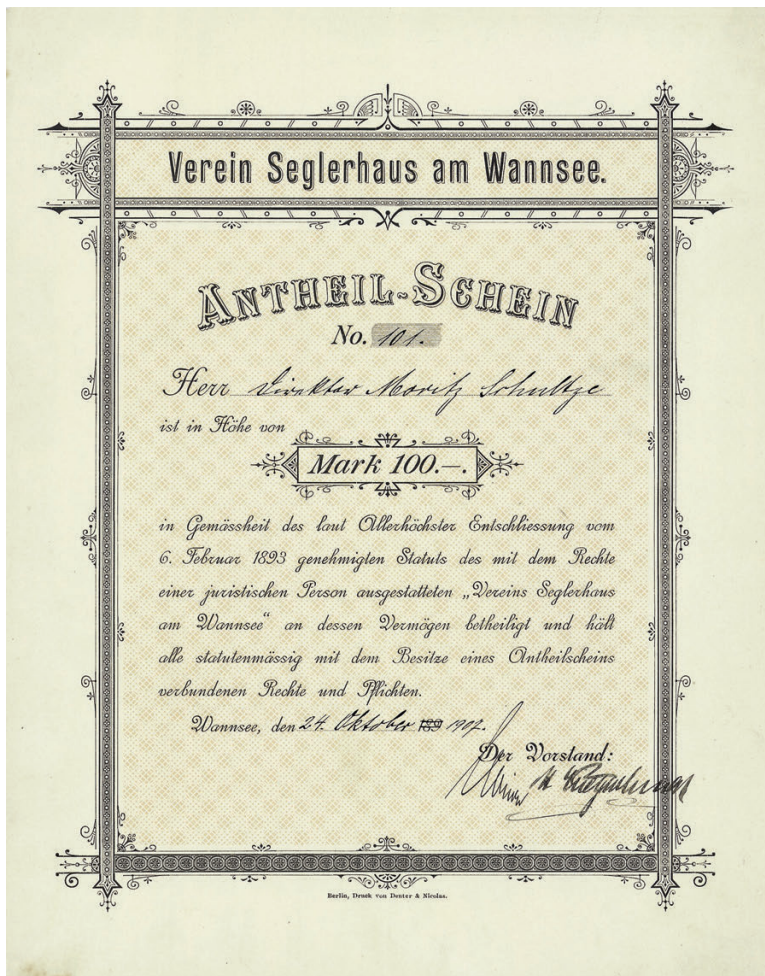 Verein Seglerhaus am Wannsee.
ANTHEIL-SCHEIN
No. 101.
Herr Direktor Moritz Schultze
ist in Höhe von
Mark 100.—.
in Gemässheit des laut Allerhöchster Entschliessung vom
6. Februar 1893 genehmigten Statuts des mit dem Rechte
einer juristischen Person ausgestatteten „Vereins Seglerhaus
am Wannsee“ an dessen Vermögen betheiligt und hält
alle statutenmässig mit dem Besitze eines Antheilscheins
verbundenen Rechte und Pflichten.
Wannsee, den 24. Oktober 189 1907.
Der Vorstand:
Berlin, Druck von Denter & Nicolas.